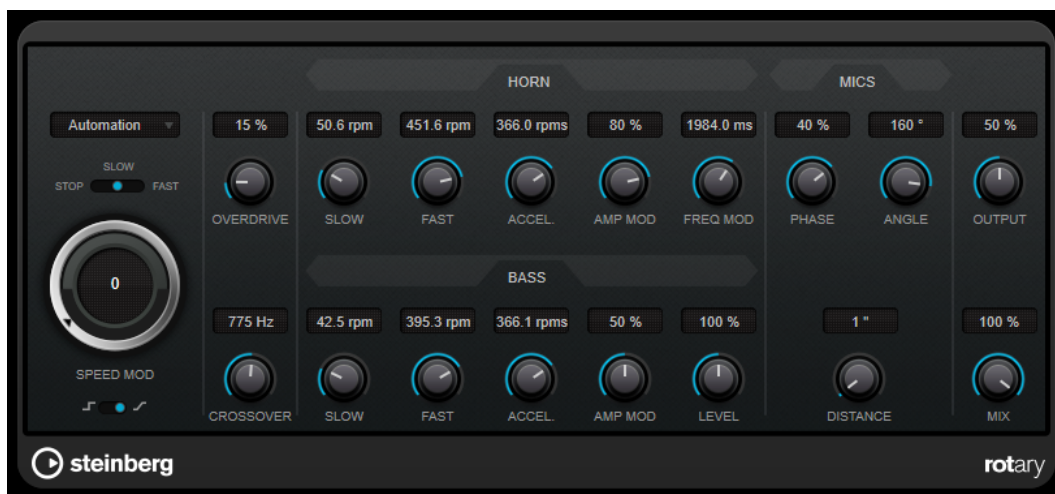 HORN
MICS
Automation
15 %
50.6 rpm
451.6 rpm
366.0 rpms
80 %
1984.0 ms
40 %
160 °
50 %
SLOW
STOP
FAST
OVERDRIVE
SLOW
FAST
ACCEL.
AMP MOD
FREQ MOD
PHASE
ANGLE
OUTPUT
BASS
0
775 Hz
42.5 rpm
395.3 rpm
366.1 rpms
50 %
100 %
1 "
100 %
SPEED MOD
CROSSOVER
SLOW
FAST
ACCEL.
AMP MOD
LEVEL
DISTANCE
MIX
steinberg
rotary